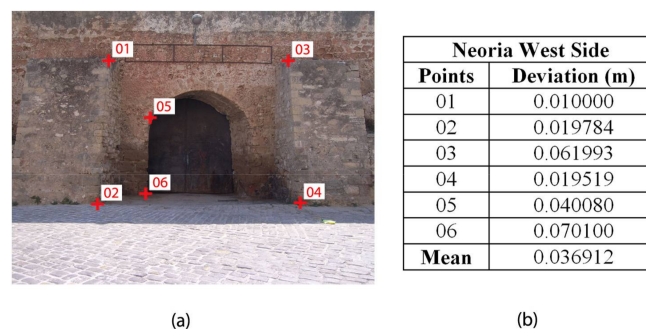 01
03
05
06
02
04
Neoria West Side
Points Deviation (m)
01 0.010000
02 0.019784
03 0.061993
04 0.019519
05 0.040080
06 0.070100
Mean 0.036912
(a)
(b)